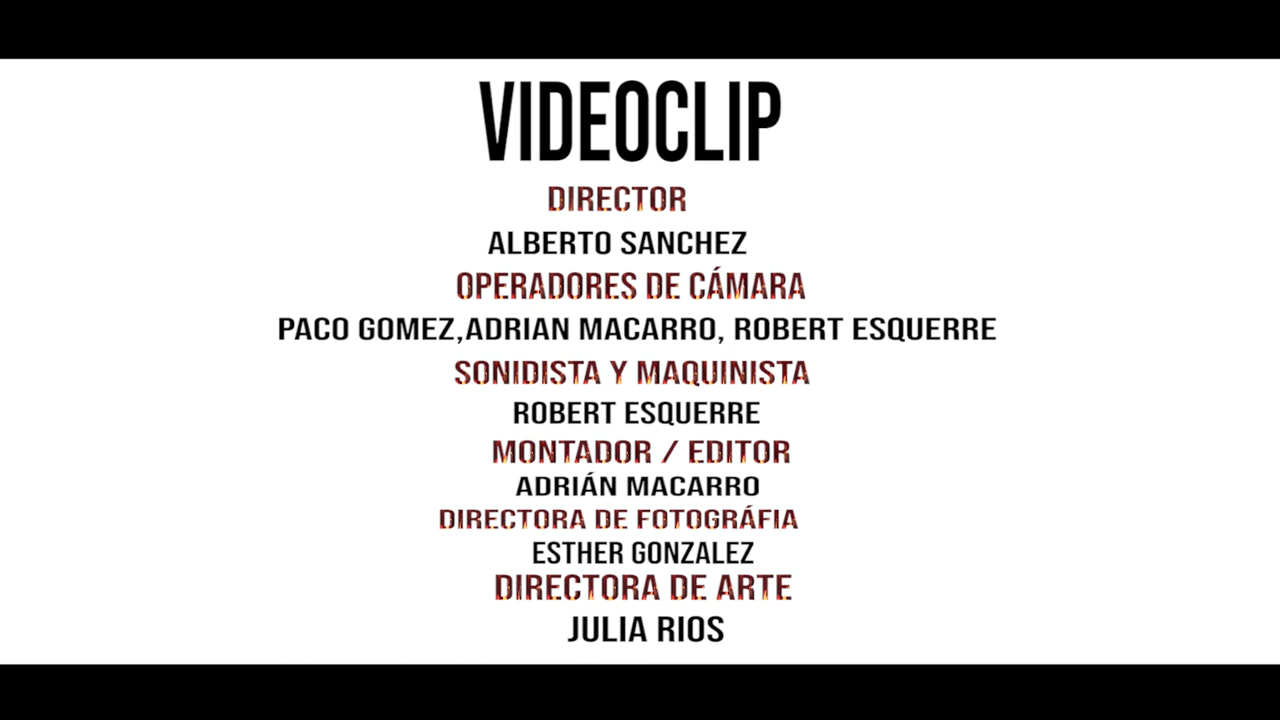 VIDEOCLIP
DIRECTOR
ALBERTO SANCHEZ
OPERADORES DE CÁMARA
PACO GOMEZ,ADRIAN MACARRO, ROBERT ESQUERRE
SONIDISTA Y MAQUINISTA
ROBERT ESQUERRE
MONTADOR / EDITOR
ADRIÁN MACARRO
DIRECTORA DE FOTOGRÁFIA
ESTHER GONZALEZ
DIRECTORA DE ARTE
JULIA RIOS